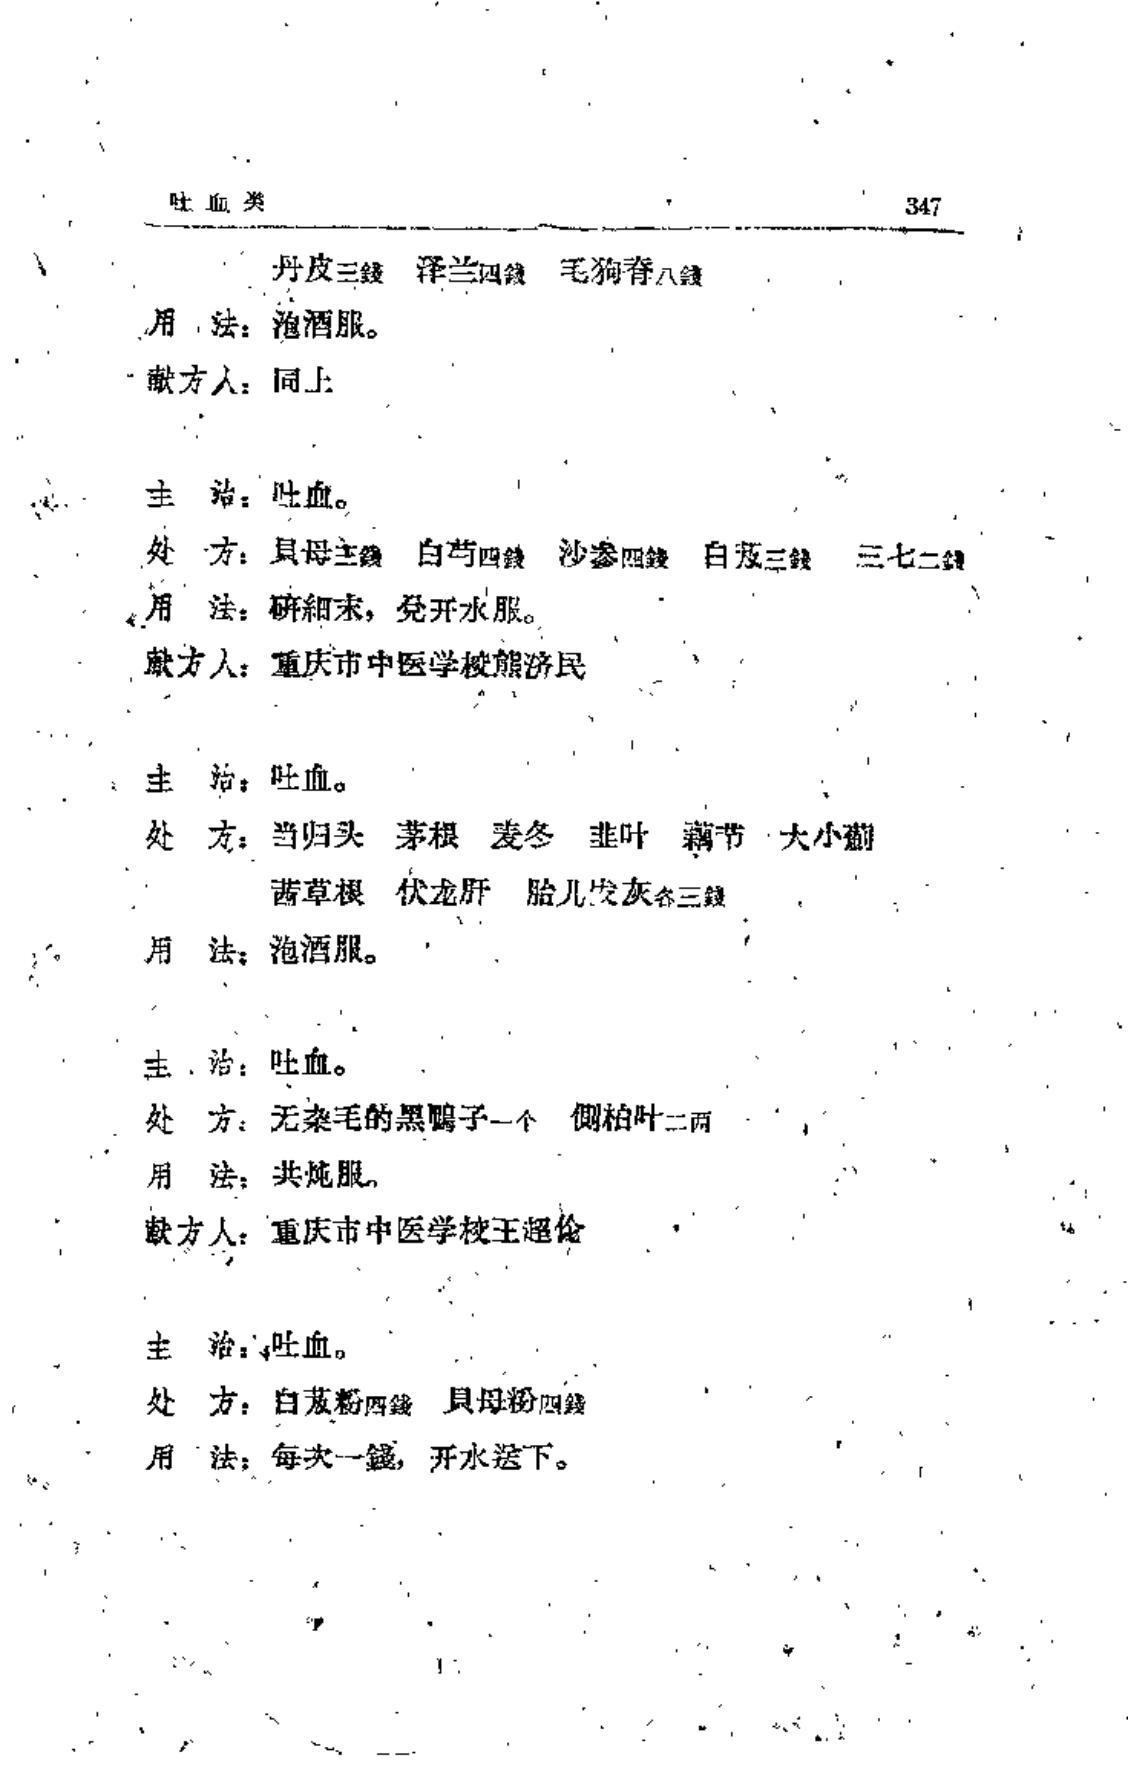 吐血类 347
丹皮三錢 泽兰四錢 毛狗脊八錢
用法：泡酒服。
献方人：同上
主治：吐血。
处方：貝母 白芍四錢 沙参四錢 白芨三錢 三七二錢
用法：研細末，兌开水服。
献方人：重庆市中医学校熊济民
主治：吐血。
处方：当归头 茅根 麦冬 韭叶 藕节 大小薊
茜草根 伏龙肝 胎儿发灰各三錢
用法：泡酒服。
主治：吐血。
处方：无杂毛的黑鴨子一个 側柏叶二两
用法：共炖服。
献方人：重庆市中医学校王超伦
主治：吐血。
处方：白芨粉四錢 貝母粉四錢
用法：每次一錢，开水送下。